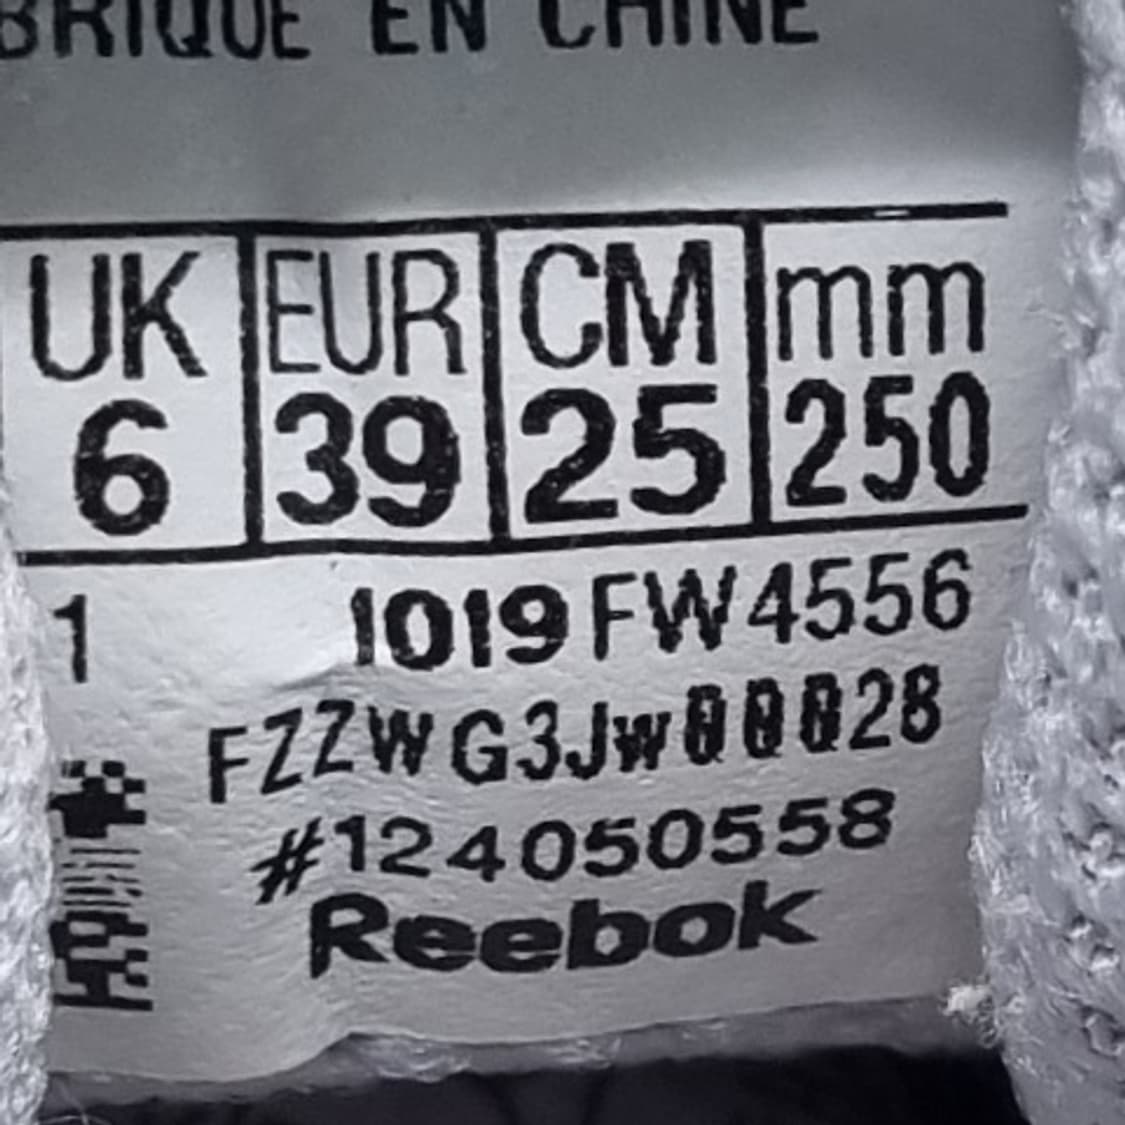 BRIQUE EN CHINE
UK EUR CM mm
6 39 25 250
1 1019 FW4556
FZZWG3JW00028
#124050558
Reebok